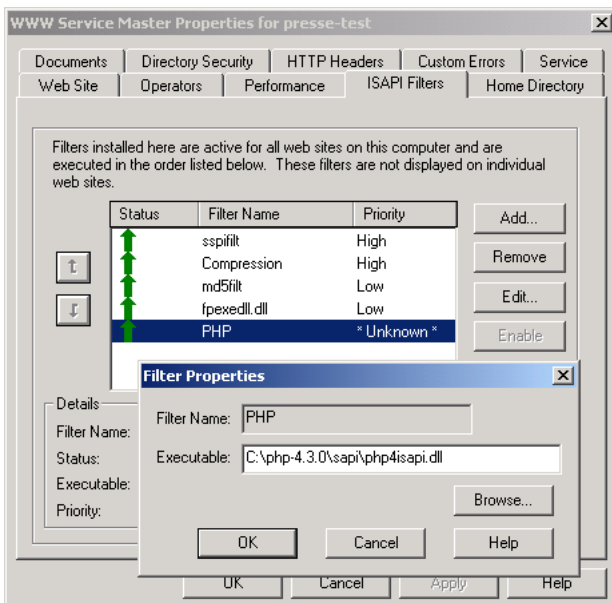 WWW Service Master Properties for presse-test
Documents Directory Security HTTP Headers Custom Errors Service
Web Site Operators Performance ISAPI Filters Home Directory
Filters installed here are active for all web sites on this computer and are
executed in the order listed below. These filters are not displayed on individual
web sites.
Status Filter Name Priority
sspifilt High
Compression High
md5filt Low
fpexedll.dll Low
PHP * Unknown *
Add...
Remove
Edit...
Enable
Details
Filter Name:
Status:
Executable:
Priority:
Filter Properties
Filter Name: PHP
Executable: C:\php-4.3.0\sapi\php4isapi.dll
Browse...
OK Cancel Help
OK Cancel Apply Help